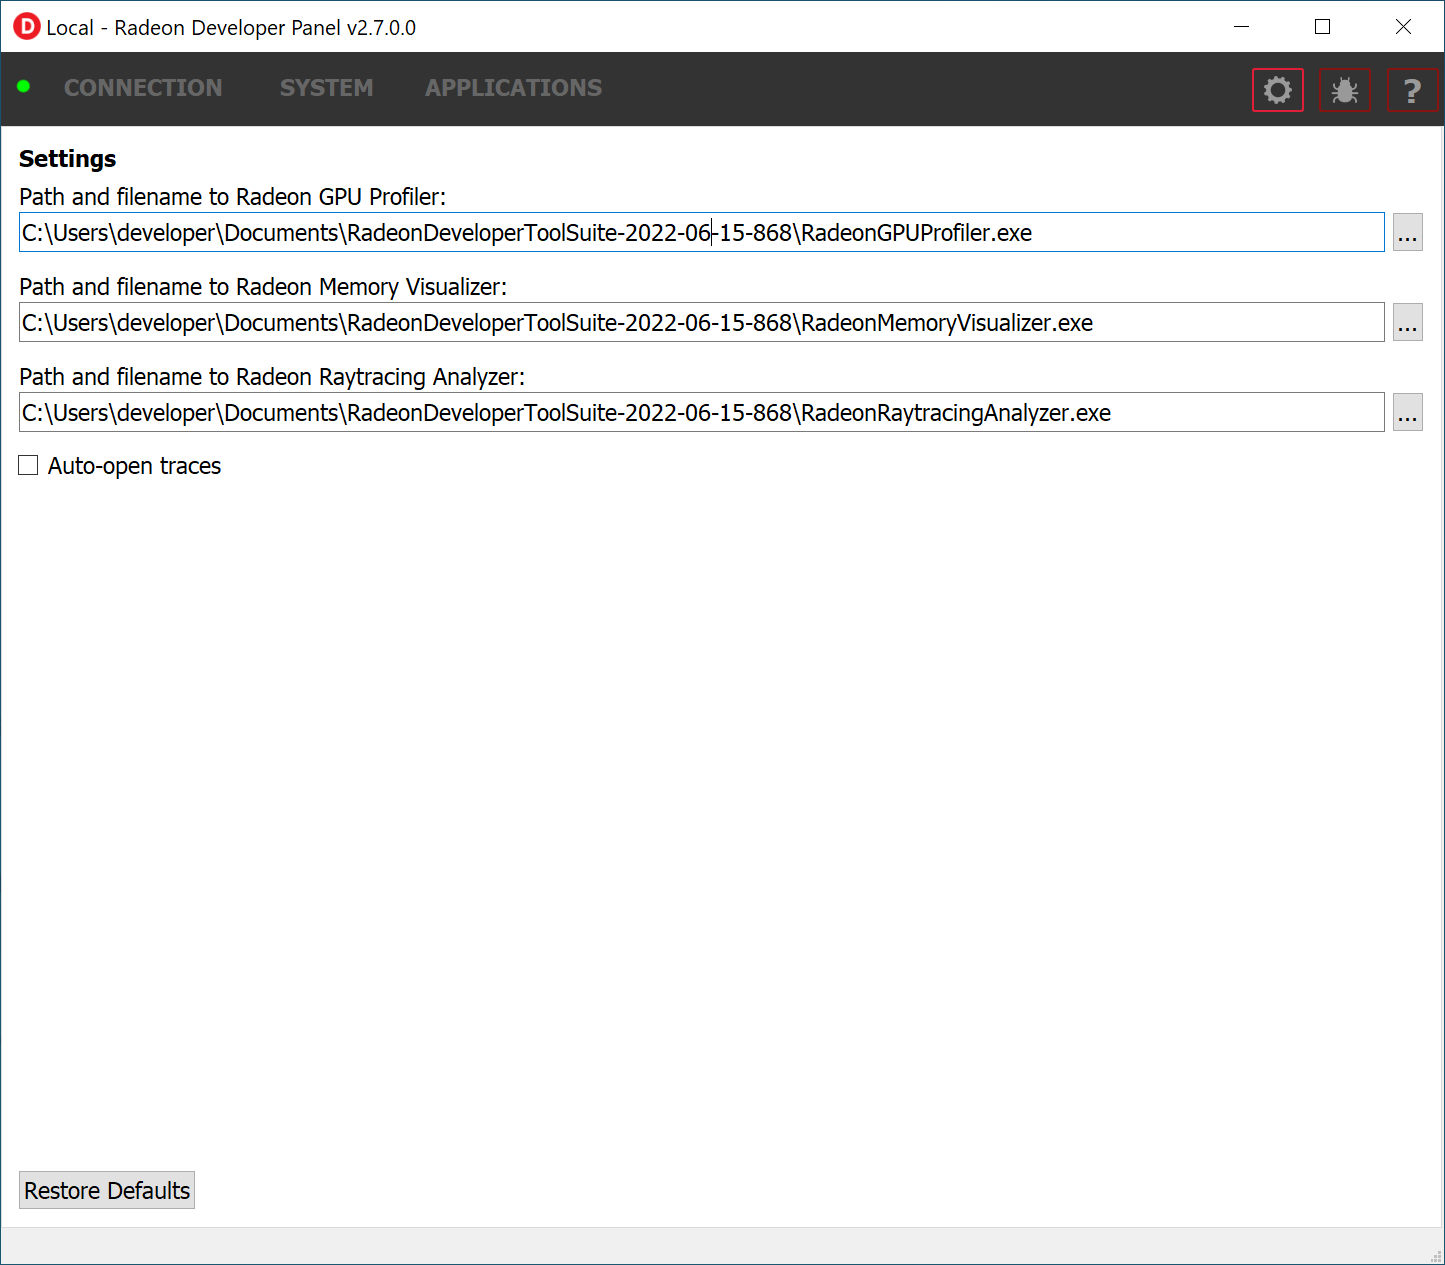 D Local - Radeon Developer Panel v2.7.0.0
CONNECTION SYSTEM APPLICATIONS ?
Settings
Path and filename to Radeon GPU Profiler:
C:\Users\developer\Documents\RadeonDeveloperToolSuite-2022-06-15-868\RadeonGPUProfiler.exe ...
Path and filename to Radeon Memory Visualizer:
C:\Users\developer\Documents\RadeonDeveloperToolSuite-2022-06-15-868\RadeonMemoryVisualizer.exe ...
Path and filename to Radeon Raytracing Analyzer:
C:\Users\developer\Documents\RadeonDeveloperToolSuite-2022-06-15-868\RadeonRaytracingAnalyzer.exe ...
Auto-open traces
Restore Defaults